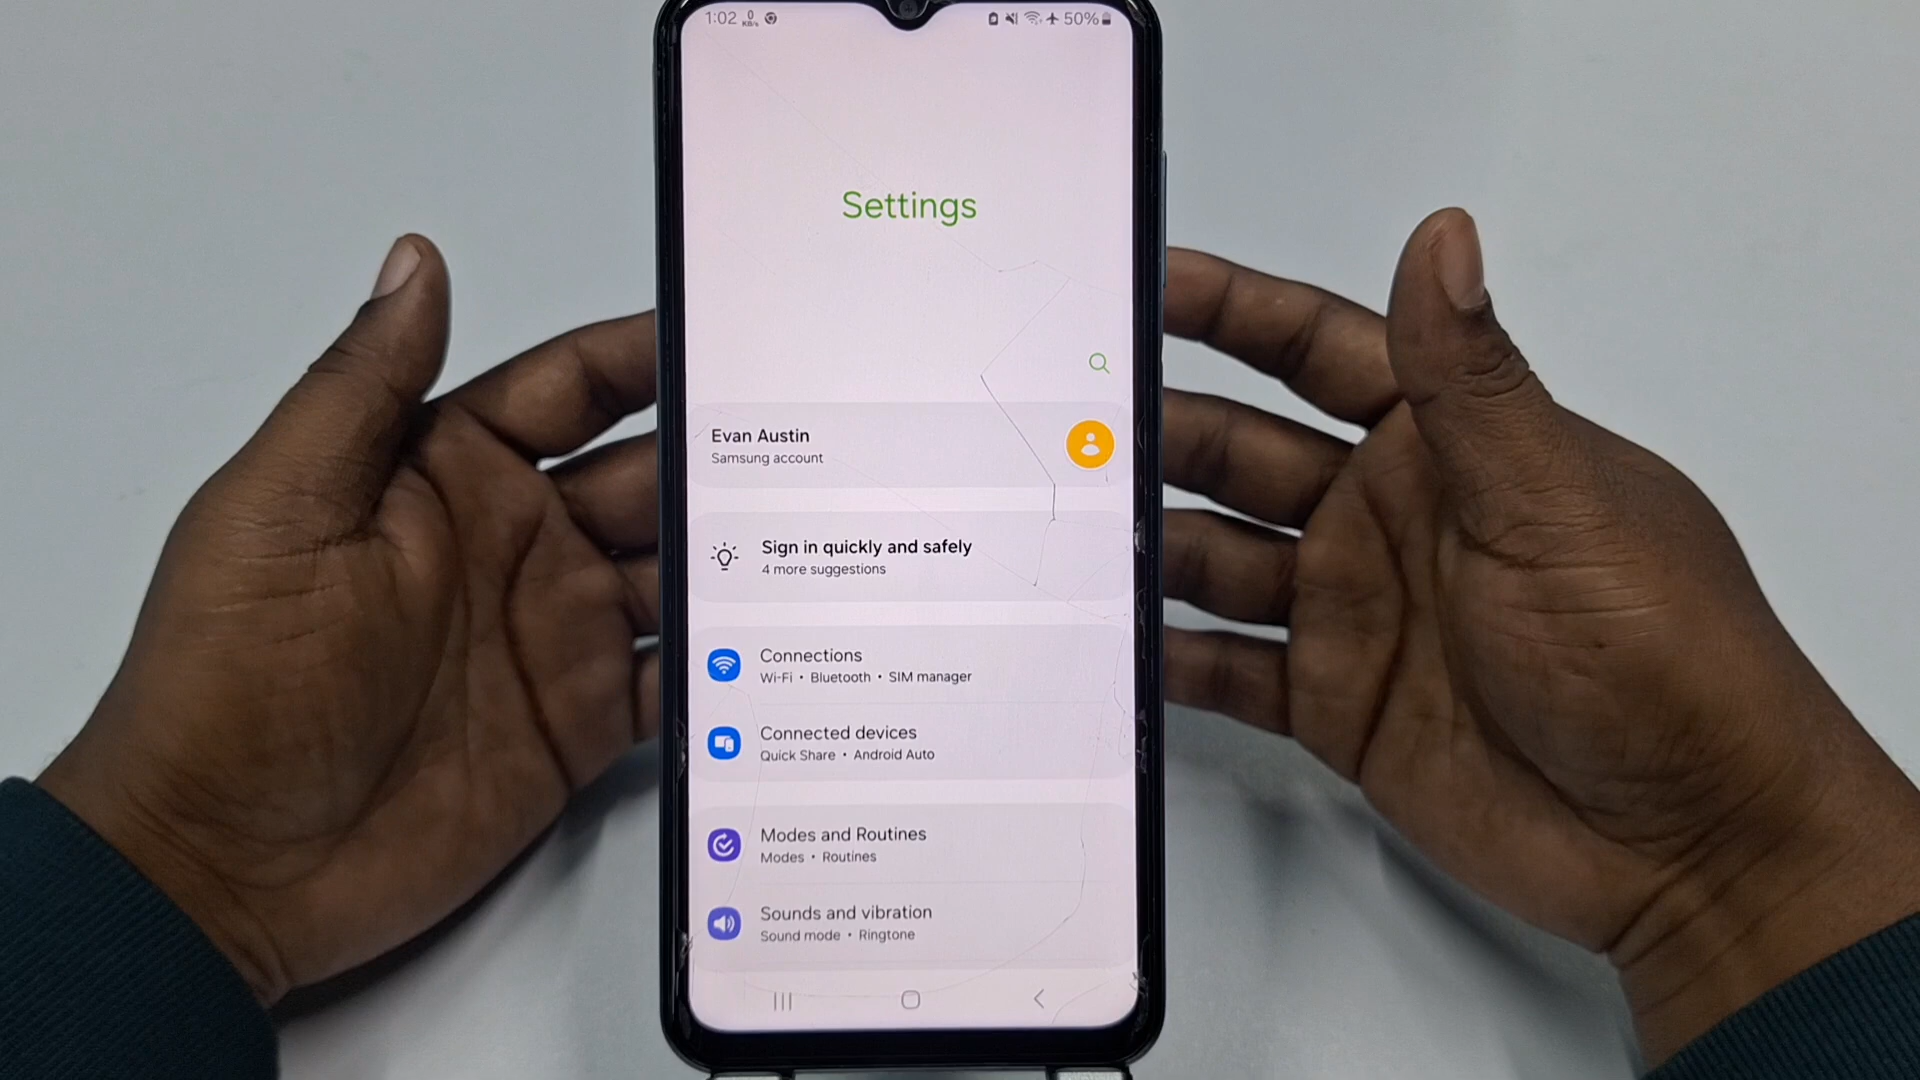 1:02 0 KB/s 50%
Settings
Evan Austin
Samsung account
Sign in quickly and safely
4 more suggestions
Connections
Wi-Fi • Bluetooth • SIM manager
Connected devices
Quick Share • Android Auto
Modes and Routines
Modes • Routines
Sounds and vibration
Sound mode • Ringtone